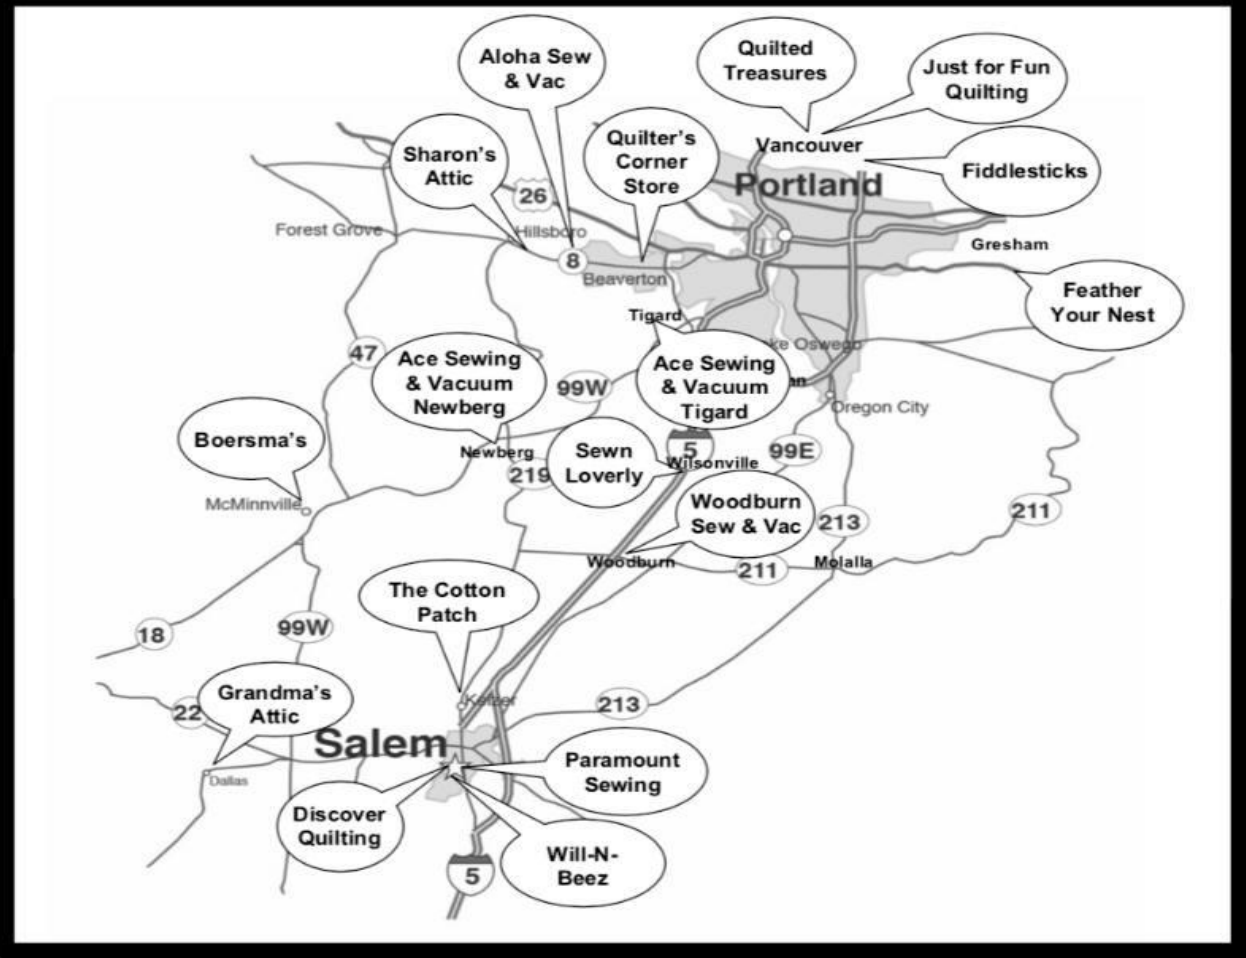 Aloha Sew
& Vac
Quilted
Treasures
Just for Fun
Quilting
Sharon's
Attic
Quilter's
Corner
Store
Vancouver
Portland
Fiddlesticks
26
Forest Grove
Hillsboro
8
Beaverton
Gresham
Feather
Your Nest
Tigard
ke Oswego
47
Ace Sewing
& Vacuum
Newberg
99W
Ace Sewing
& Vacuum
Tigard
nn
Oregon City
Boersma's
Newberg
219
Sewn
Loverly
5
Wilsonville
99E
McMinnville
Woodburn
Sew & Vac
213
211
Woodburn
211
Molalla
The Cotton
Patch
18
99W
Grandma's
Attic
22
Keizer
213
Salem
Dallas
Paramount
Sewing
Discover
Quilting
Will-N-
Beez
5